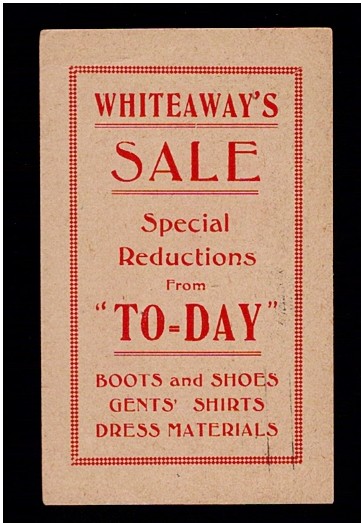 WHITEAWAY'S
SALE
Special
Reductions
From
"TO=DAY"
BOOTS and SHOES
GENTS' SHIRTS
DRESS MATERIALS